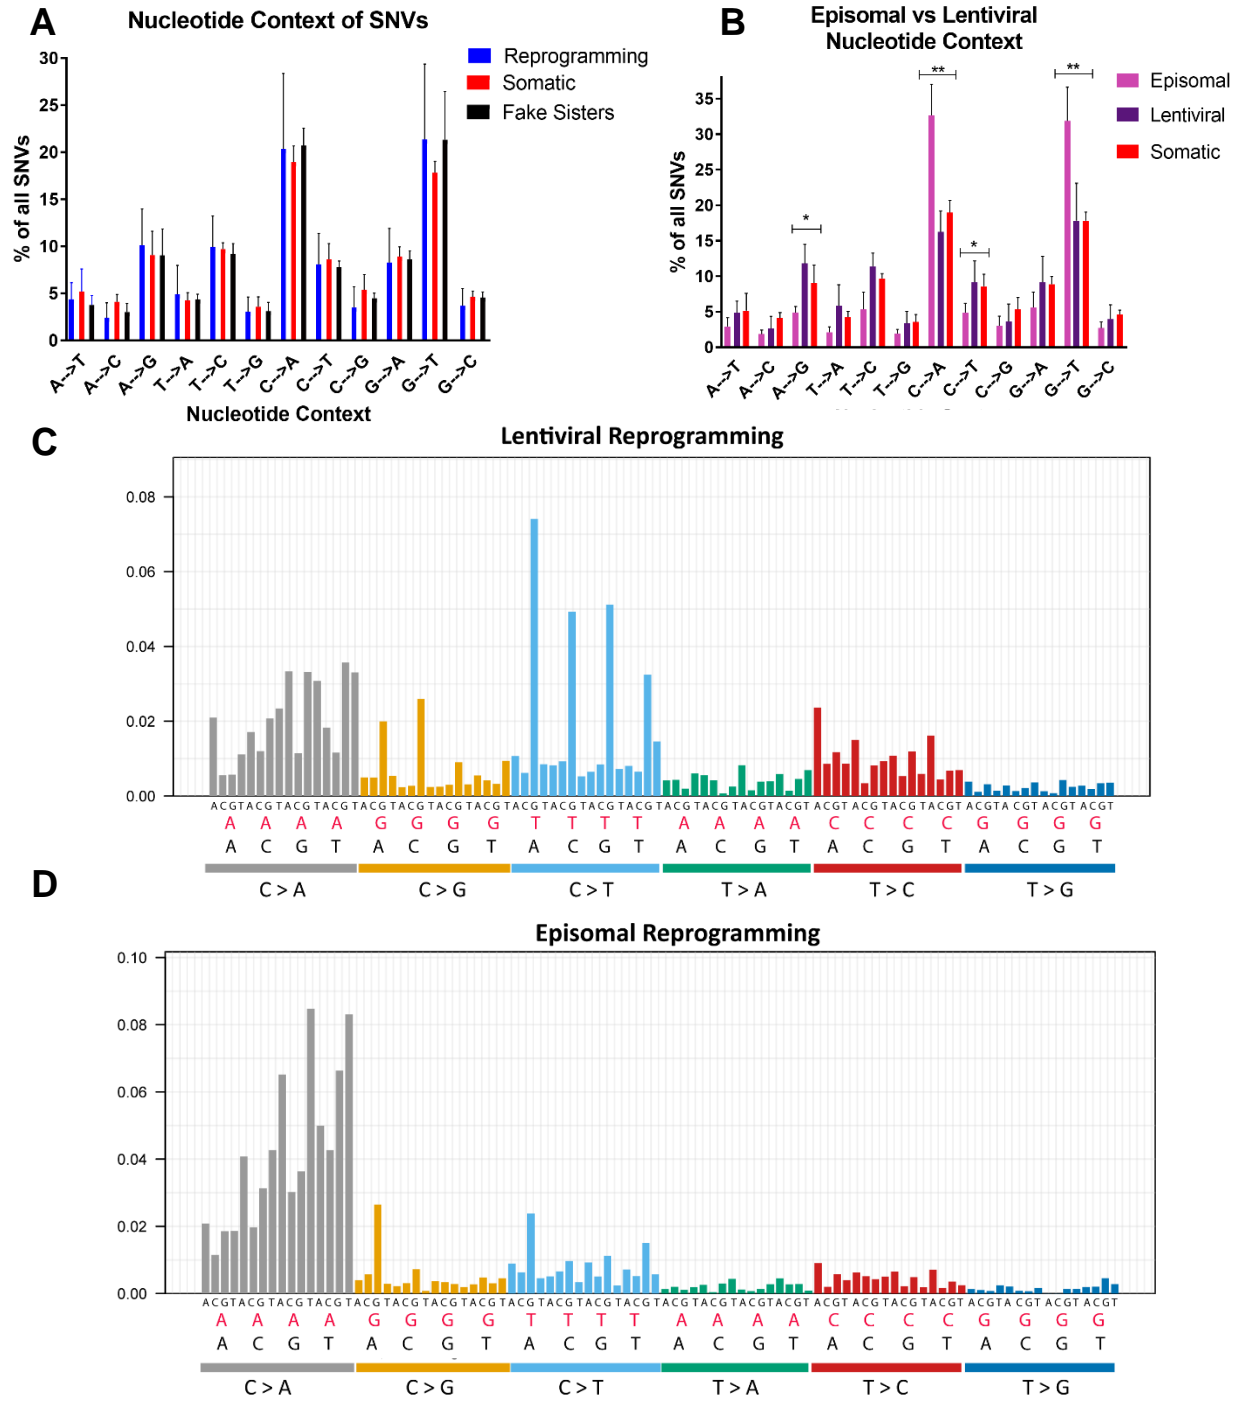 A
Nucleotide Context of SNVs
% of all SNVs
30
25
20
15
10
5
0
A-->T
A-->C
A-->G
T-->A
T-->C
T-->G
C-->A
C-->T
C-->G
G-->A
G-->T
G-->C
Nucleotide Context
Reprogramming
Somatic
Fake Sisters
B
Episomal vs Lentiviral
Nucleotide Context
% of all SNVs
35
30
25
20
15
10
5
0
*
**
*
**
A-->T
A-->C
A-->G
T-->A
T-->C
T-->G
C-->A
C-->T
C-->G
G-->A
G-->T
G-->C
Episomal
Lentiviral
Somatic
C
Lentiviral Reprogramming
0.08
0.06
0.04
0.02
0.00
ACGTACGTACGTACGTACGTACGTACGTACGTACGTACGTACGTACGTACGTACGTACGTACGTACGTACGTACGTACGTACGTACGTACGTACGT
A A A A G G G G T T T T A A A A C C C C G G G G
A C G T A C G T A C G T A C G T A C G T A C G T
C > A C > G C > T T > A T > C T > G
D
Episomal Reprogramming
0.10
0.08
0.06
0.04
0.02
0.00
ACGTACGTACGTACGTACGTACGTACGTACGTACGTACGTACGTACGTACGTACGTACGTACGTACGTACGTACGTACGTACGTACGTACGTACGT
A A A A G G G G T T T T A A A A C C C C G G G G
A C G T A C G T A C G T A C G T A C G T A C G T
C > A C > G C > T T > A T > C T > G